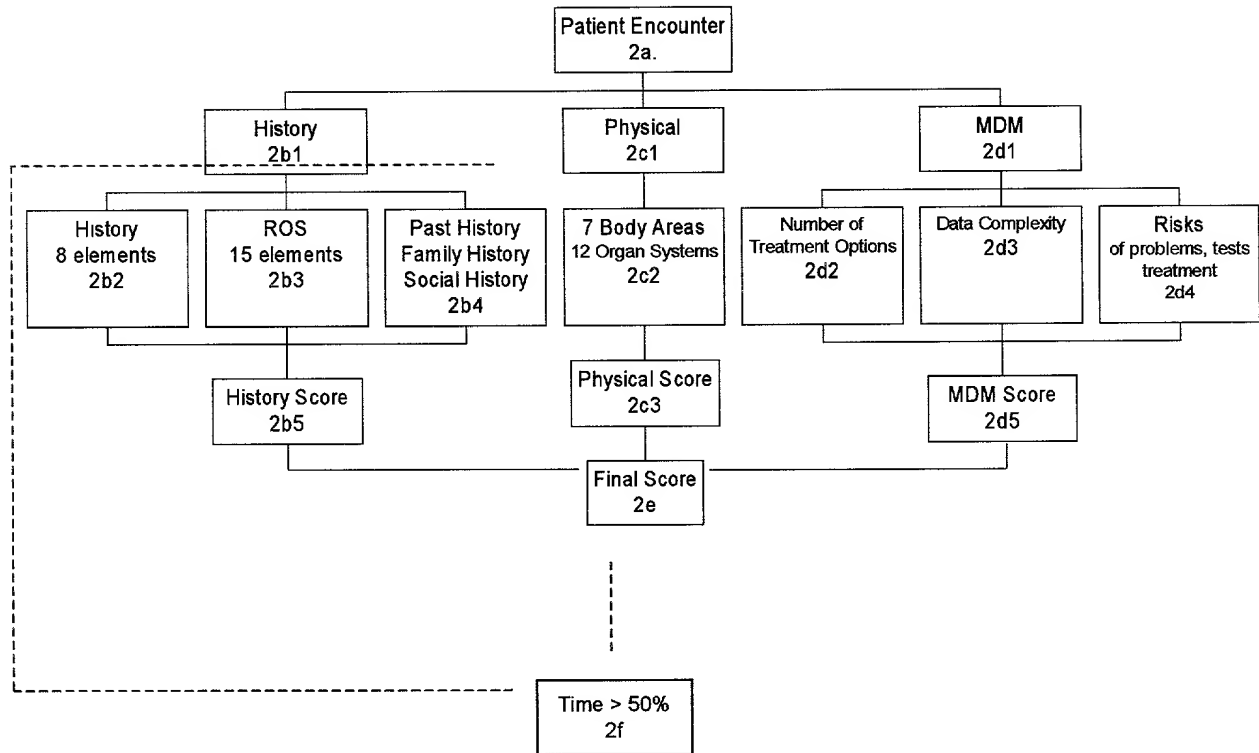 Patient Encounter
2a.
History
2b1
Physical
2c1
MDM
2d1
History
8 elements
2b2
ROS
15 elements
2b3
Past History
Family History
Social History
2b4
7 Body Areas
12 Organ Systems
2c2
Number of
Treatment Options
2d2
Data Complexity
2d3
Risks
of problems, tests
treatment
2d4
History Score
2b5
Physical Score
2c3
MDM Score
2d5
Final Score
2e
Time > 50%
2f